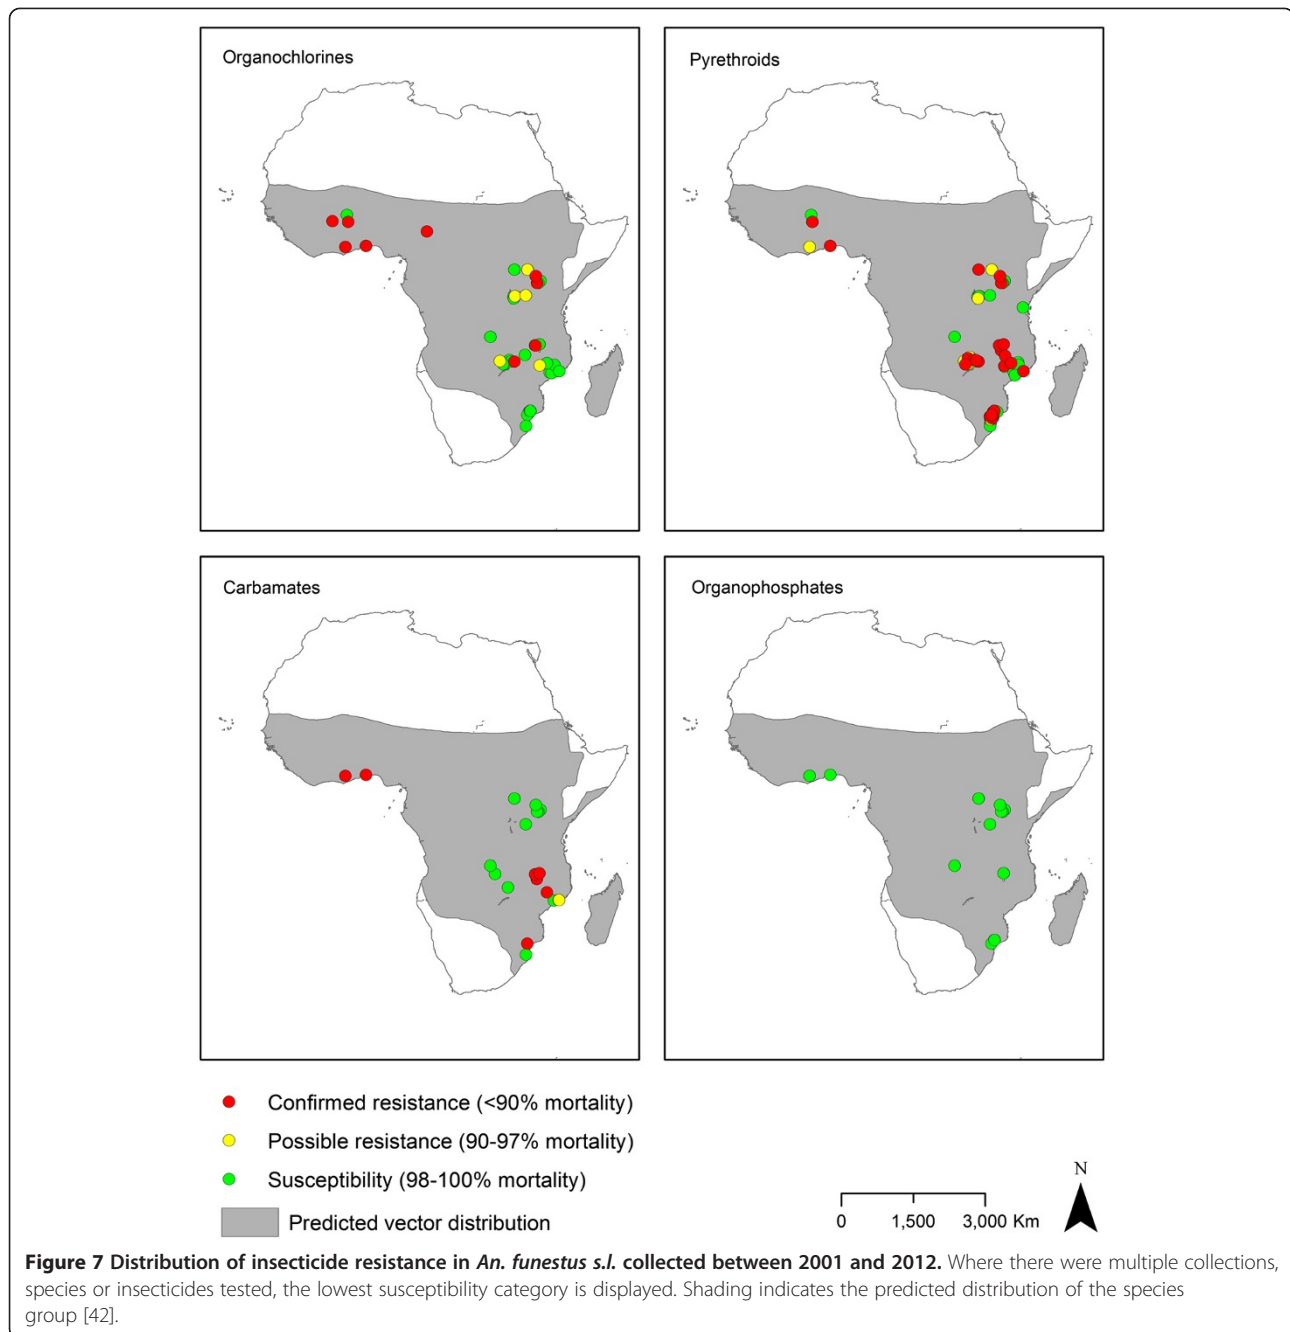 Organochlorines
Pyrethroids
Carbamates
Organophosphates
Confirmed resistance (<90% mortality)
Possible resistance (90-97% mortality)
Susceptibility (98-100% mortality)
Predicted vector distribution
0 1,500 3,000 Km
N
Figure 7 Distribution of insecticide resistance in An. funestus s.l. collected between 2001 and 2012. Where there were multiple collections,
species or insecticides tested, the lowest susceptibility category is displayed. Shading indicates the predicted distribution of the species
group [42].